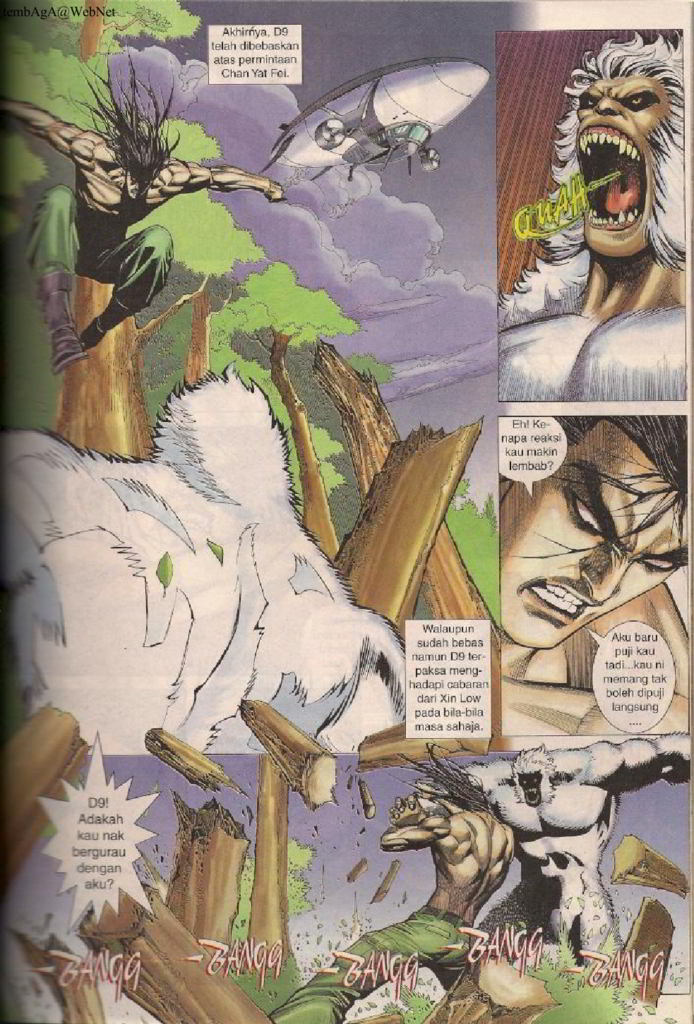 tembAgA@WebNet
Akhirnya, D9
telah dibebaskan
atas permintaan
Chan Yat Fei.
QUAH
Eh! Ke-
napa reaksi
kau makin
lembab?
Aku baru
puji kau
tadi...kau ni
memang tak
boleh dipuji
langsung
....
Walaupun
sudah bebas
namun D9 ter-
paksa meng-
hadapi cabaran
dari Xin Low
pada bila-bila
masa sahaja.
D9!
Adakah
kau nak
bergurau
dengan
aku?
BANGG BANGG BANGG BANGG BANGG